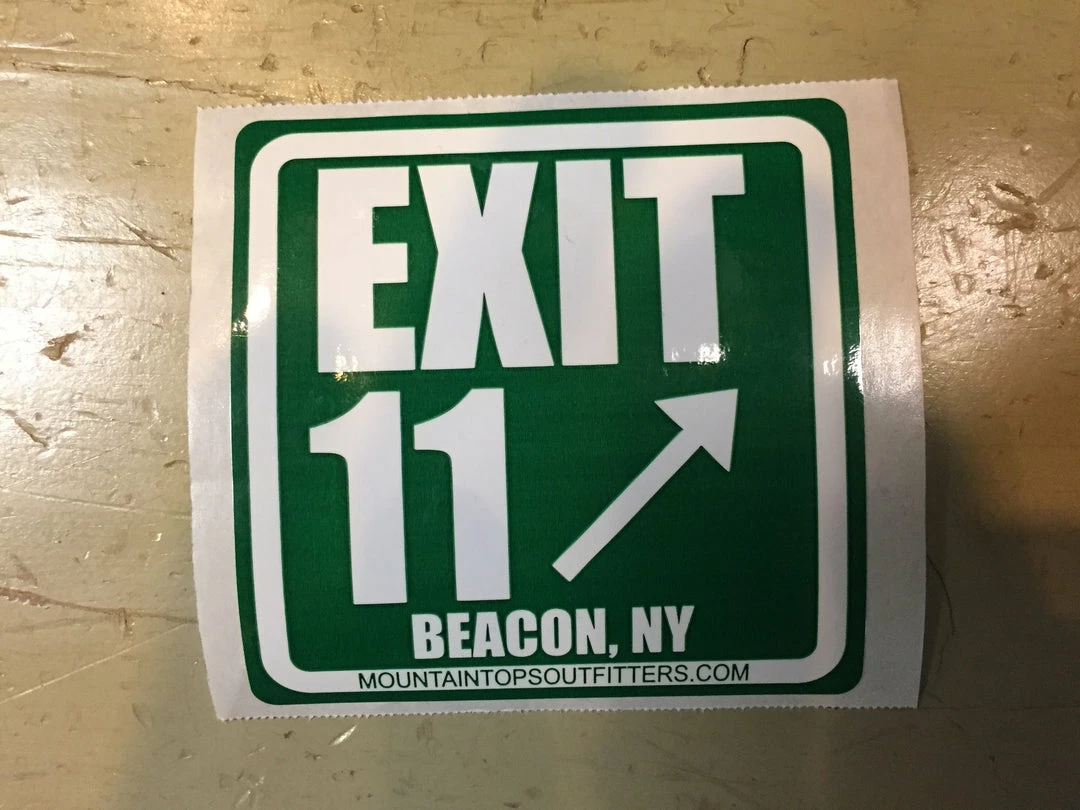 EXIT
11
BEACON, NY
MOUNTAINTOPSOUTFITTERS.COM